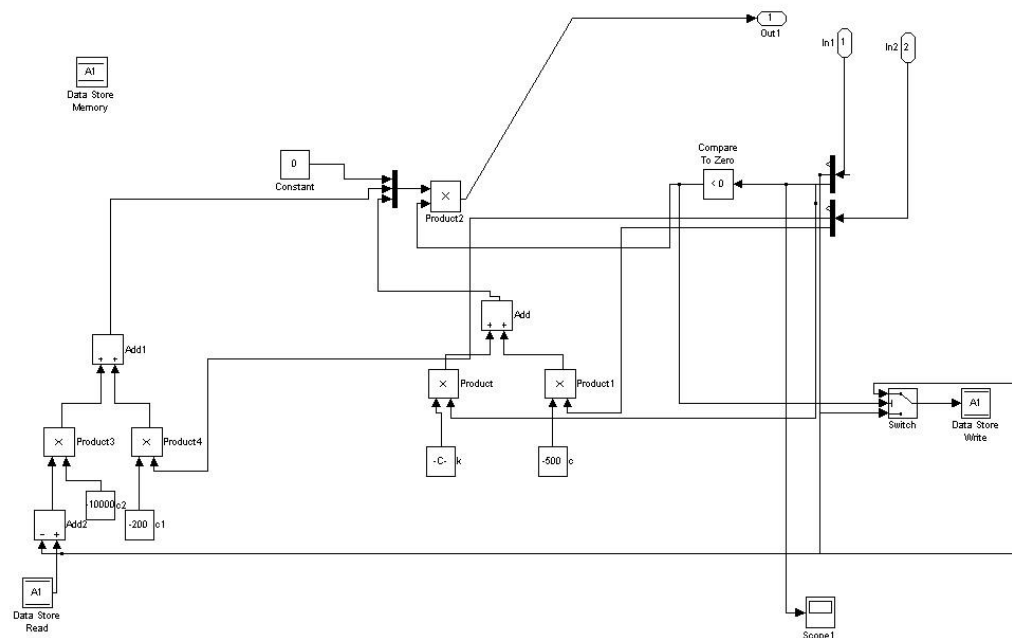 1
Out1
In1 1
In2 2
A1
Data Store
Memory
Compare
To Zero
< 0
0
Constant
×
Product2
Add
+ +
Add1
+ +
×
Product
×
Product1
×
Product3
×
Product4
Switch
A1
Data Store
Write
-C- k
-500 c
-10000 c2
-200 c1
Add2
- +
A1
Data Store
Read
Scope1